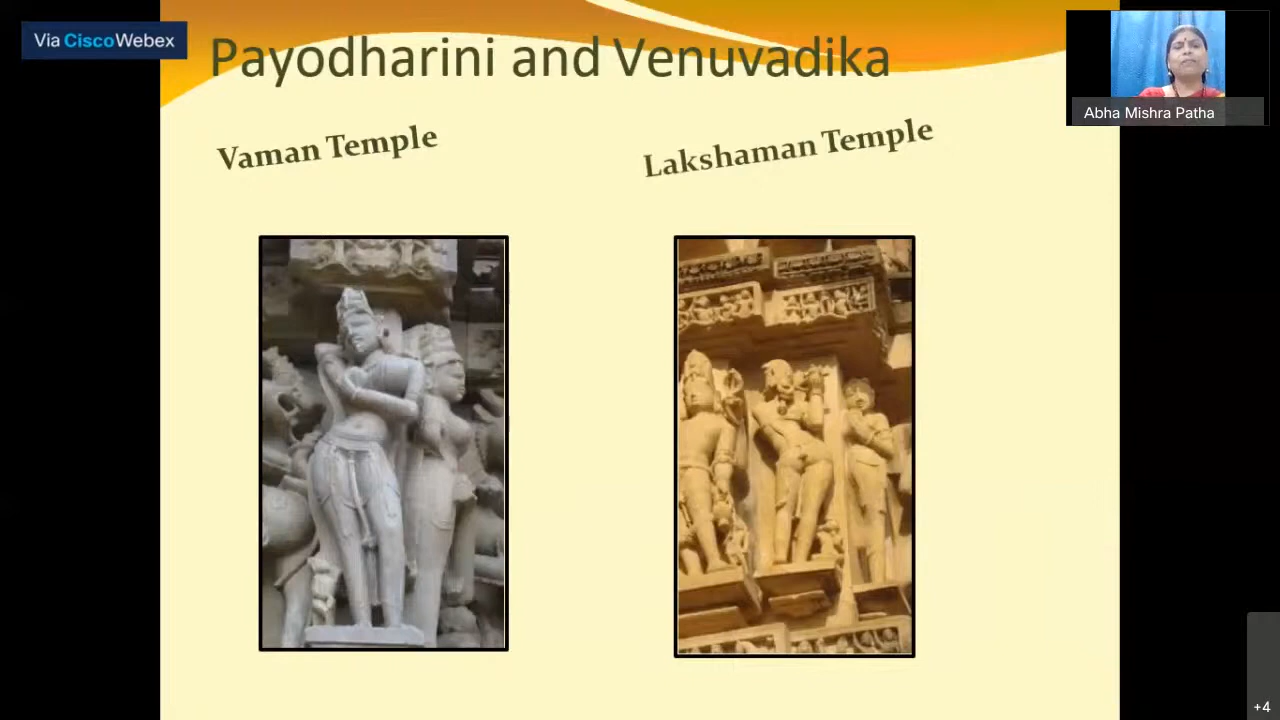 Via Cisco Webex
Payodharini and Venuvadika
Abha Mishra Patha
Vaman Temple
Lakshaman Temple
+4